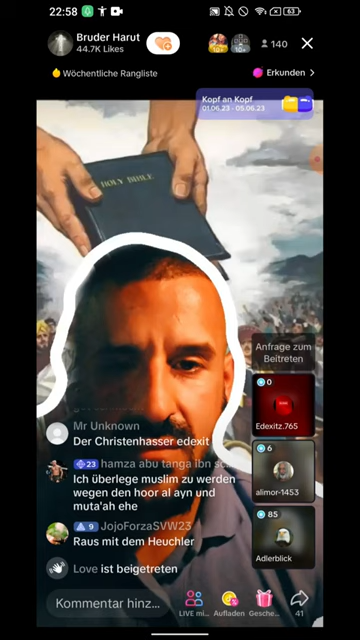 22:58
63
Bruder Harut
44.7K Likes
10+
10+
140
Wöchentliche Rangliste
Erkunden
Kopf an Kopf
01.06.23 - 05.06.23
HOLY BIBLE
Anfrage zum
Beitreten
0
Edexitz.765
6
alimor-1453
85
Adlerblick
Mr Unknown
Der Christenhasser edexit
23 hamza abu tanga ibn sc...
Ich überlege muslim zu werden
wegen den hoor al ayn und
muta'ah ehe
9 JojoForzaSVW23
Raus mit dem Heuchler
Love ist beigetreten
Kommentar hinz...
LIVE mi...
Aufladen
Gesche...
41